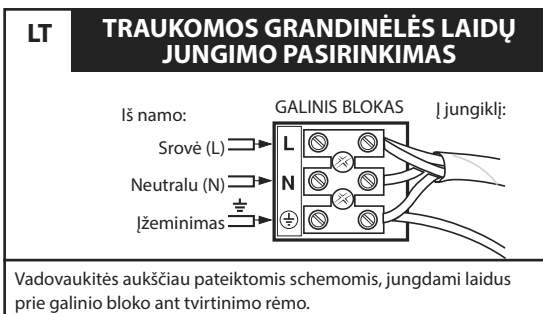 LT
TRAUKOMOS GRANDINĖLĖS LAIDŲ
JUNGIMO PASIRINKIMAS
Iš namo:
GALINIS BLOKAS
Į jungiklį:
Srovė (L)
L
Neutralu (N)
N
Įžeminimas
Vadovaukitės aukščiau pateiktomis schemomis, jungdami laidus
prie galinio bloko ant tvirtinimo rėmo.